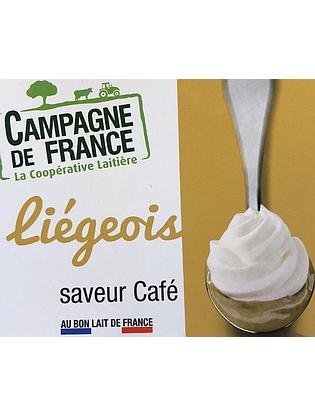 CAMPAGNE
DE FRANCE
La Coopérative Laitière
liégeois
saveur Café
AU BON LAIT DE FRANCE